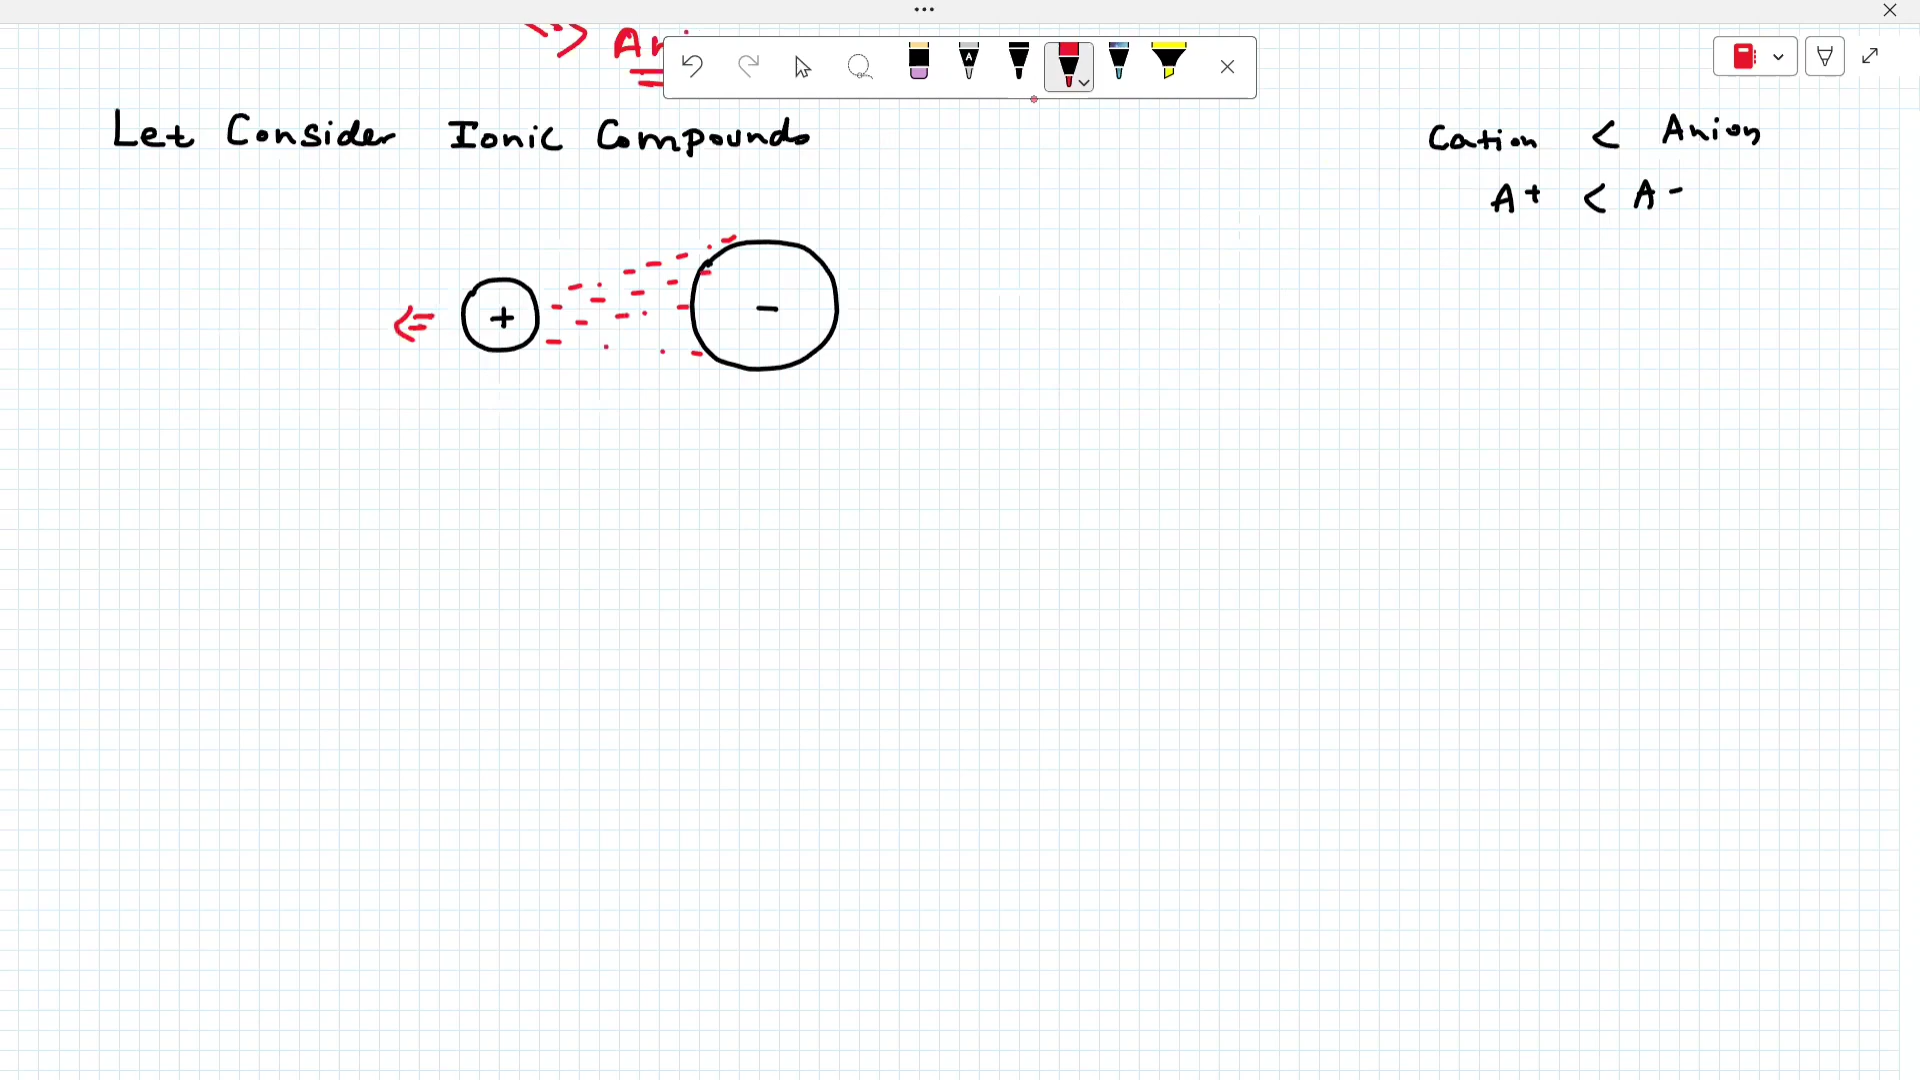 Let Consider Ionic Compounds
Cation < Anion
A+ < A-
+
-